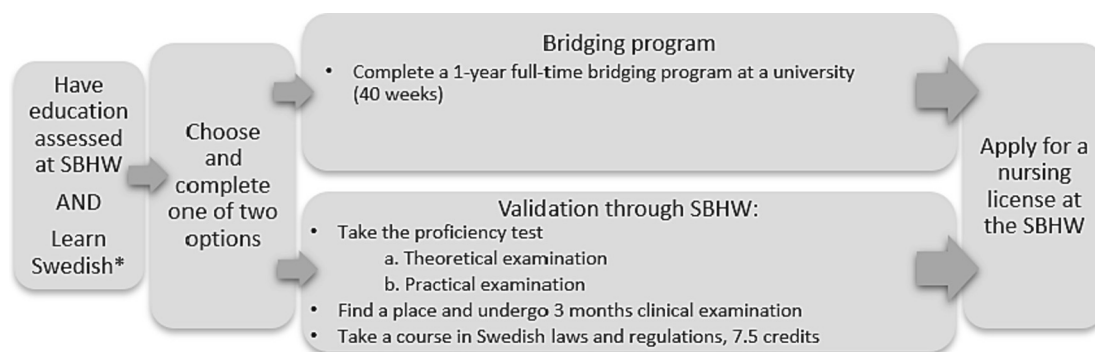 Have
education
assessed
at SBHW
AND
Learn
Swedish*
Choose
and
complete
one of two
options
Bridging program
• Complete a 1-year full-time bridging program at a university
(40 weeks)
Validation through SBHW:
• Take the proficiency test
a. Theoretical examination
b. Practical examination
• Find a place and undergo 3 months clinical examination
• Take a course in Swedish laws and regulations, 7.5 credits
Apply for a
nursing
license at
the SBHW